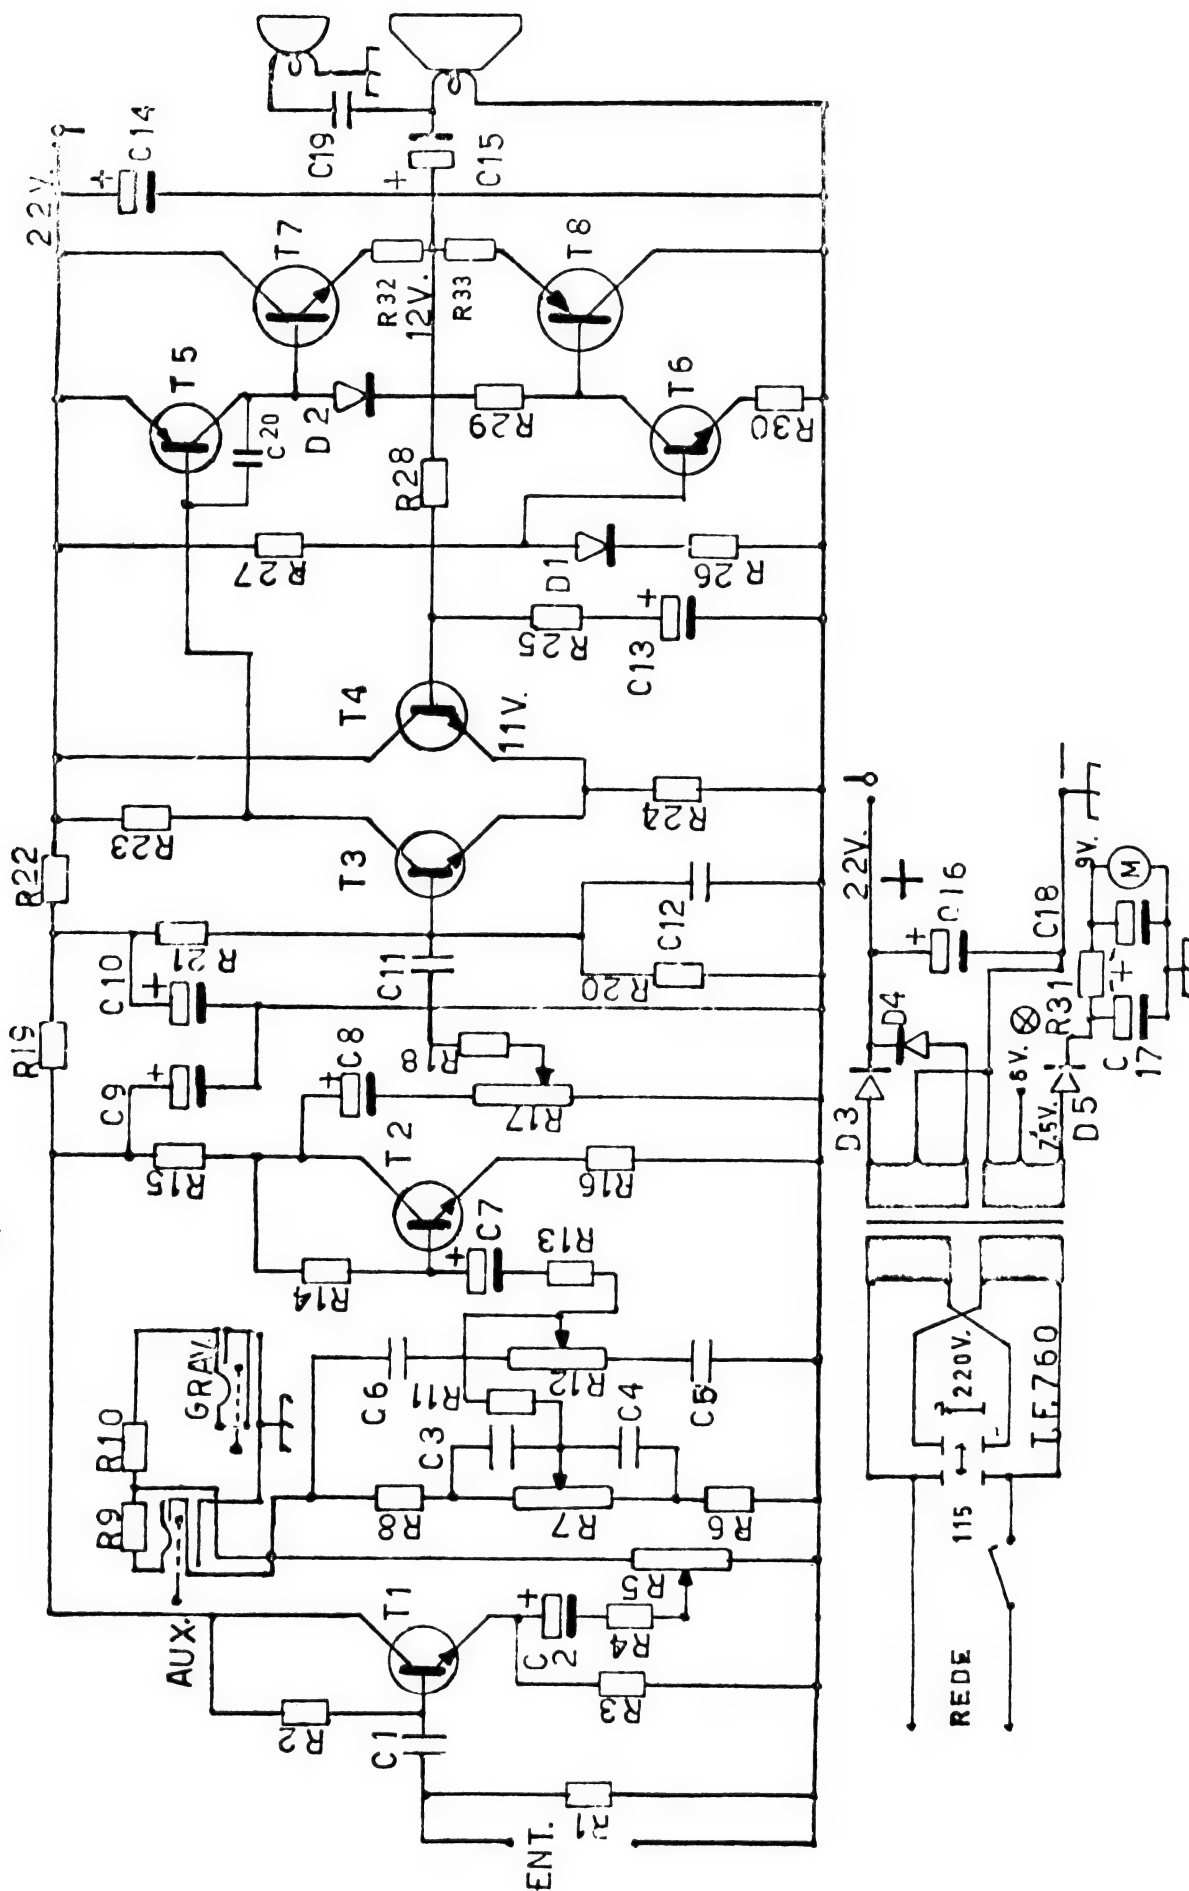 22V.
C14
C19
C15
T7
T8
R32
12V.
R33
T5
C20
D2
R29
T6
R30
R28
R27
D1
R26
R25
C13
T4
11V.
R23
T3
R24
R22
C10
R21
C11
R20
C12
R19
C9
C8
R18
R17
R15
T2
R16
R14
C7
R13
GRAV.
C6
R11
R12
C4
C5
R10
C3
R9
R8
R7
R6
AUX.
T1
R5
C2
R4
R2
C1
R3
ENT.
R1
22V.
C16
C18
9V.
M
D4
R31
6V.
C17
D3
7,5V.
D5
220V.
T.F.760
115
REDE